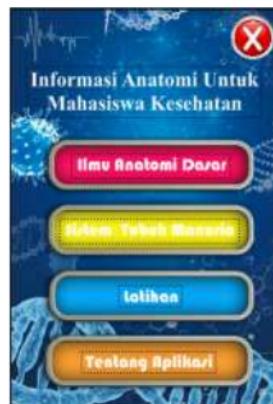 Informasi Anatomi Untuk
Mahasiswa Kesehatan
Ilmu Anatomi Dasar
Sistem Tubuh Manusia
Latihan
Tentang Aplikasi